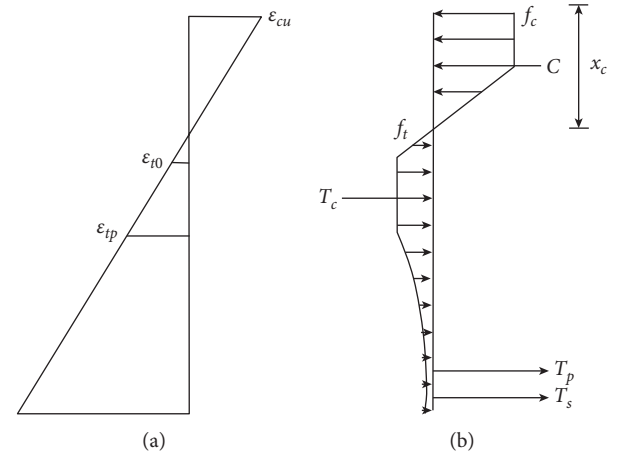 ε_cu
ε_t0
ε_tp
(a)
f_c
C
x_c
f_t
T_c
T_p
T_s
(b)